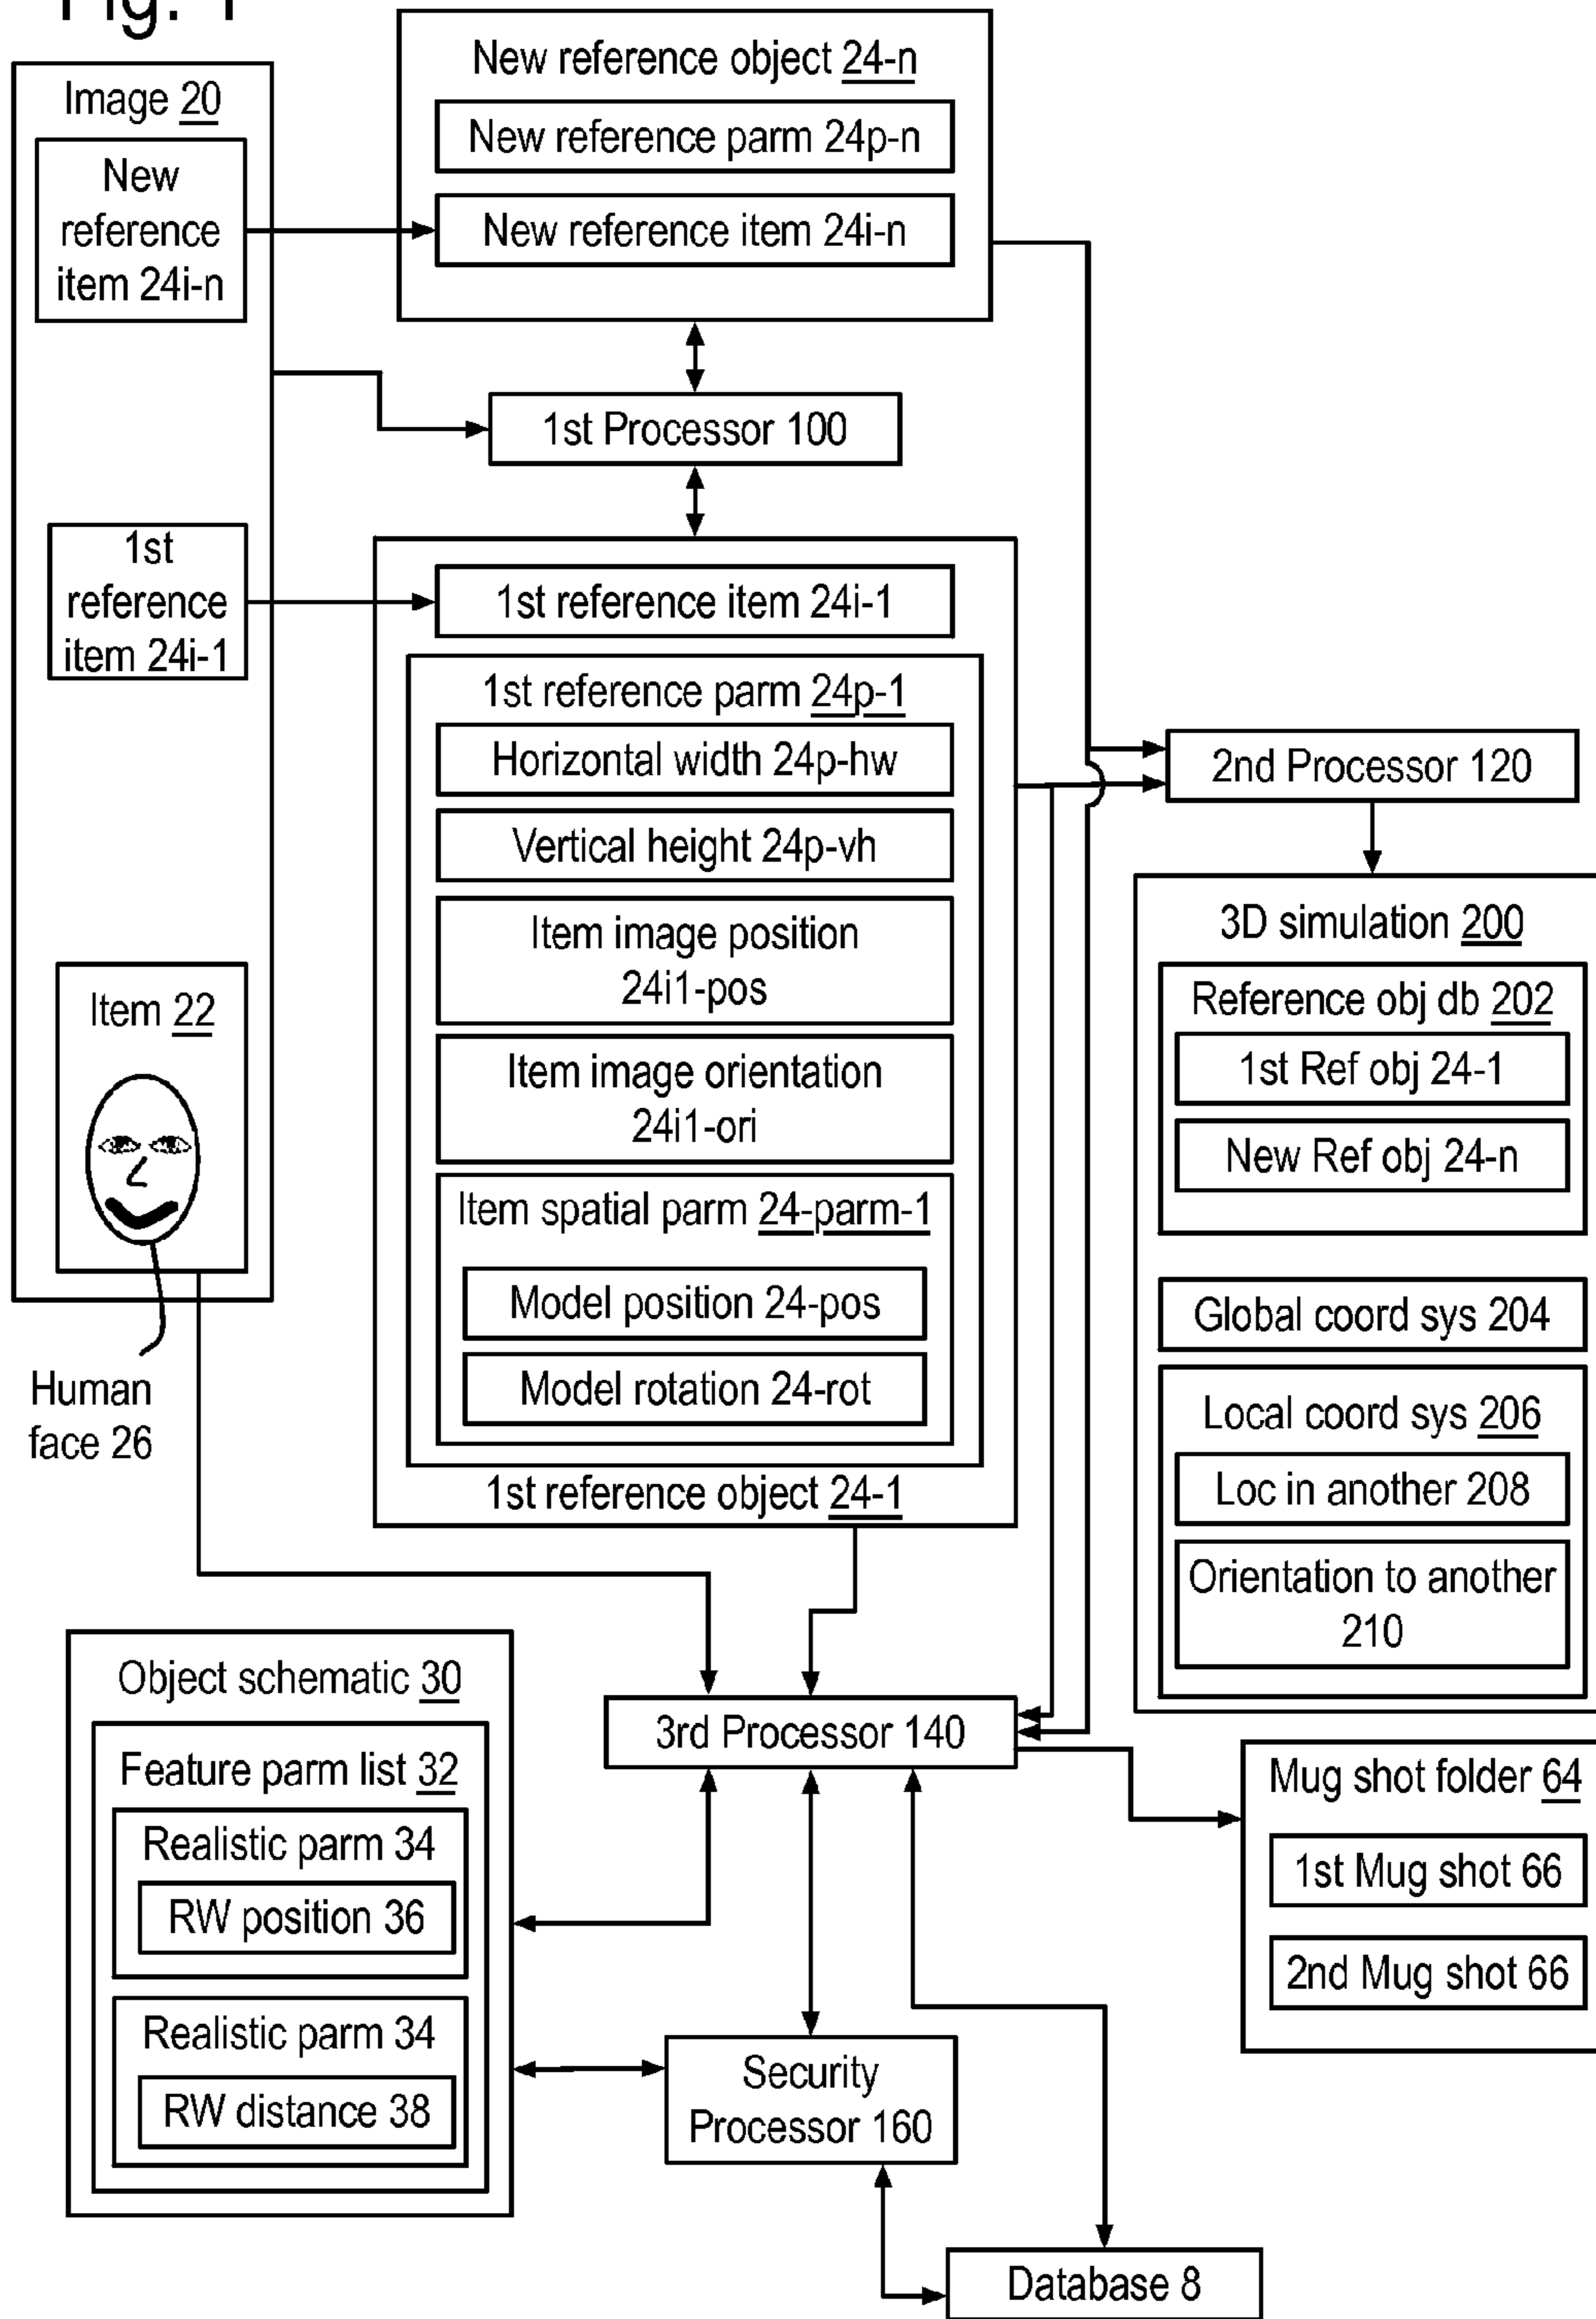 Fig. 1
Image 20
New
reference
item 24i-n
1st
reference
item 24i-1
Item 22
Human
face 26
New reference object 24-n
New reference parm 24p-n
New reference item 24i-n
1st Processor 100
1st reference item 24i-1
1st reference parm 24p-1
Horizontal width 24p-hw
Vertical height 24p-vh
Item image position
24i1-pos
Item image orientation
24i1-ori
Item spatial parm 24-parm-1
Model position 24-pos
Model rotation 24-rot
1st reference object 24-1
2nd Processor 120
3D simulation 200
Reference obj db 202
1st Ref obj 24-1
New Ref obj 24-n
Global coord sys 204
Local coord sys 206
Loc in another 208
Orientation to another
210
Object schematic 30
Feature parm list 32
Realistic parm 34
RW position 36
Realistic parm 34
RW distance 38
3rd Processor 140
Mug shot folder 64
1st Mug shot 66
2nd Mug shot 66
Security
Processor 160
Database 8